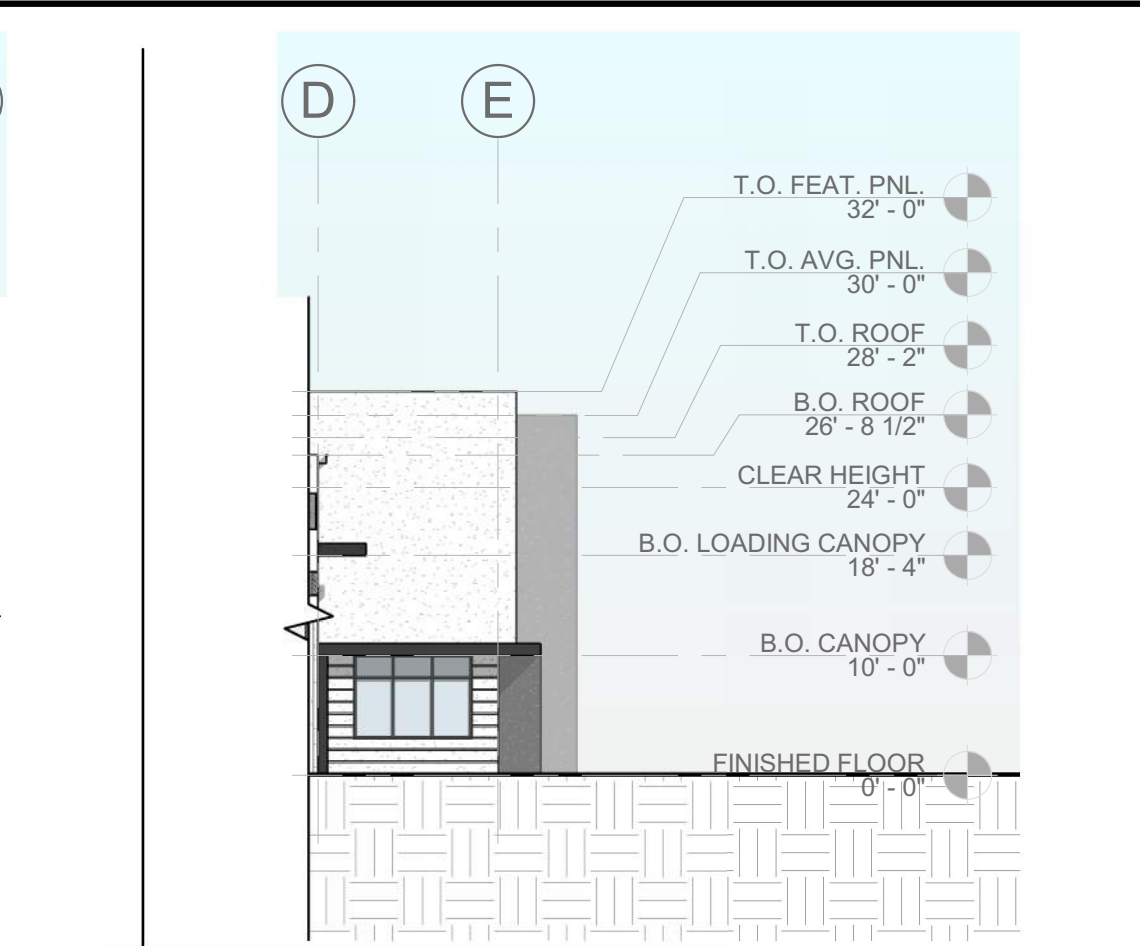 D
E
T.O. FEAT. PNL.
32' - 0"
T.O. AVG. PNL.
30' - 0"
T.O. ROOF
28' - 2"
B.O. ROOF
26' - 8 1/2"
CLEAR HEIGHT
24' - 0"
B.O. LOADING CANOPY
18' - 4"
B.O. CANOPY
10' - 0"
FINISHED FLOOR
0' - 0"